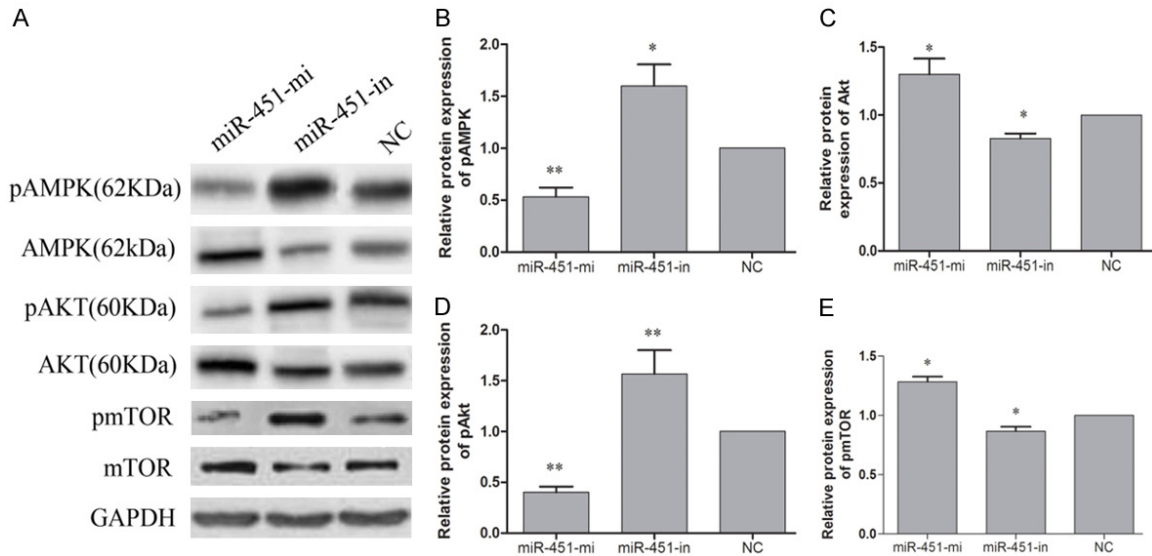 A
miR-451-mi
miR-451-in
NC
pAMPK(62KDa)
AMPK(62kDa)
pAKT(60KDa)
AKT(60KDa)
pmTOR
mTOR
GAPDH
B
Relative protein expression
of pAMPK
2.0
1.5
1.0
0.5
0.0
**
*
miR-451-mi
miR-451-in
NC
C
Relative protein
expression of Akt
1.5
1.0
0.5
0.0
*
*
miR-451-mi
miR-451-in
NC
D
Relative protein expression
of pAkt
2.0
1.5
1.0
0.5
0.0
**
**
miR-451-mi
miR-451-in
NC
E
Relative protein expression
of pmTOR
1.5
1.0
0.5
0.0
*
*
miR-451-mi
miR-451-in
NC